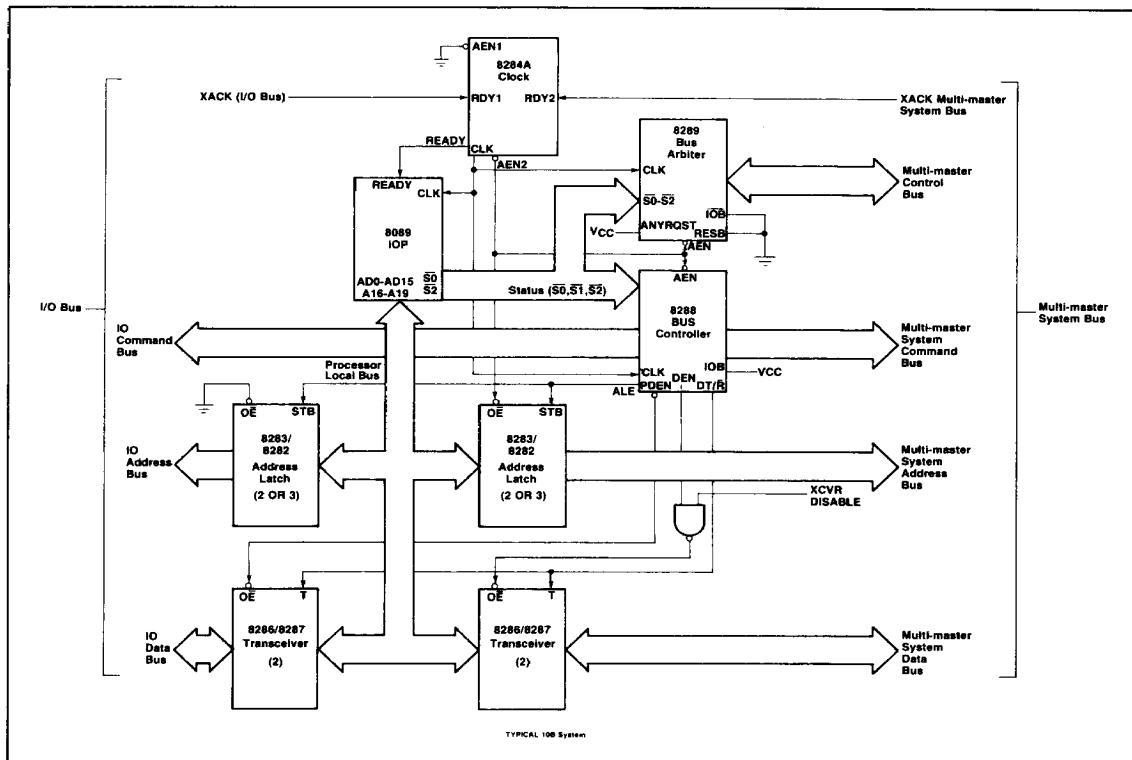 AEN1
8284A
Clock
XACK (I/O Bus)
RDY1
RDY2
XACK Multi-master
System Bus
READY
CLK
AEN2
8289
Bus
Arbiter
CLK
Multi-master
Control
Bus
READY
CLK
S0-S2
IOB
VCC
ANYRQST
RESB
AEN
8089
IOP
AD0-AD15
A16-A19
S0
S2
Status (S0,S1,S2)
AEN
8288
BUS
Controller
I/O Bus
Multi-master
System Bus
IO
Command
Bus
Multi-master
System
Command
Bus
Processor
Local Bus
CLK
IOB
VCC
DEN
ALE
PDEN
DT/R
OE
STB
OE
STB
8283/
8282
Address
Latch
(2 OR 3)
8283/
8282
Address
Latch
(2 OR 3)
IO
Address
Bus
Multi-master
System
Address
Bus
XCVR
DISABLE
OE
T
OE
T
8286/8287
Transceiver
(2)
8286/8287
Transceiver
(2)
IO
Data
Bus
Multi-master
System
Data
Bus
TYPICAL 10B System